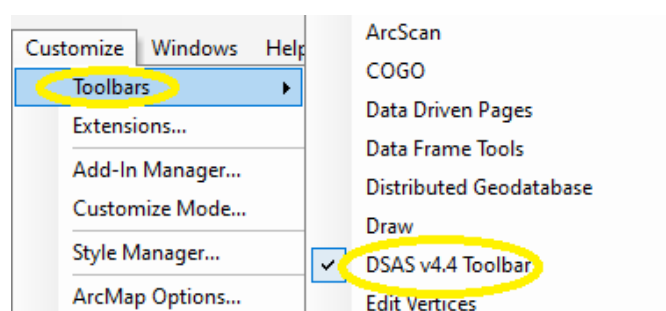 Customize Windows Help
Toolbars
Extensions...
Add-In Manager...
Customize Mode...
Style Manager...
ArcMap Options...
ArcScan
COGO
Data Driven Pages
Data Frame Tools
Distributed Geodatabase
Draw
DSAS v4.4 Toolbar
Edit Vertices